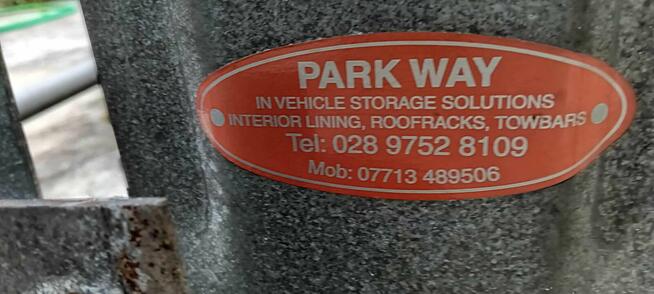 PARK WAY
IN VEHICLE STORAGE SOLUTIONS
INTERIOR LINING, ROOFRACKS, TOWBARS
Tel: 028 9752 8109
Mob: 07713 489506